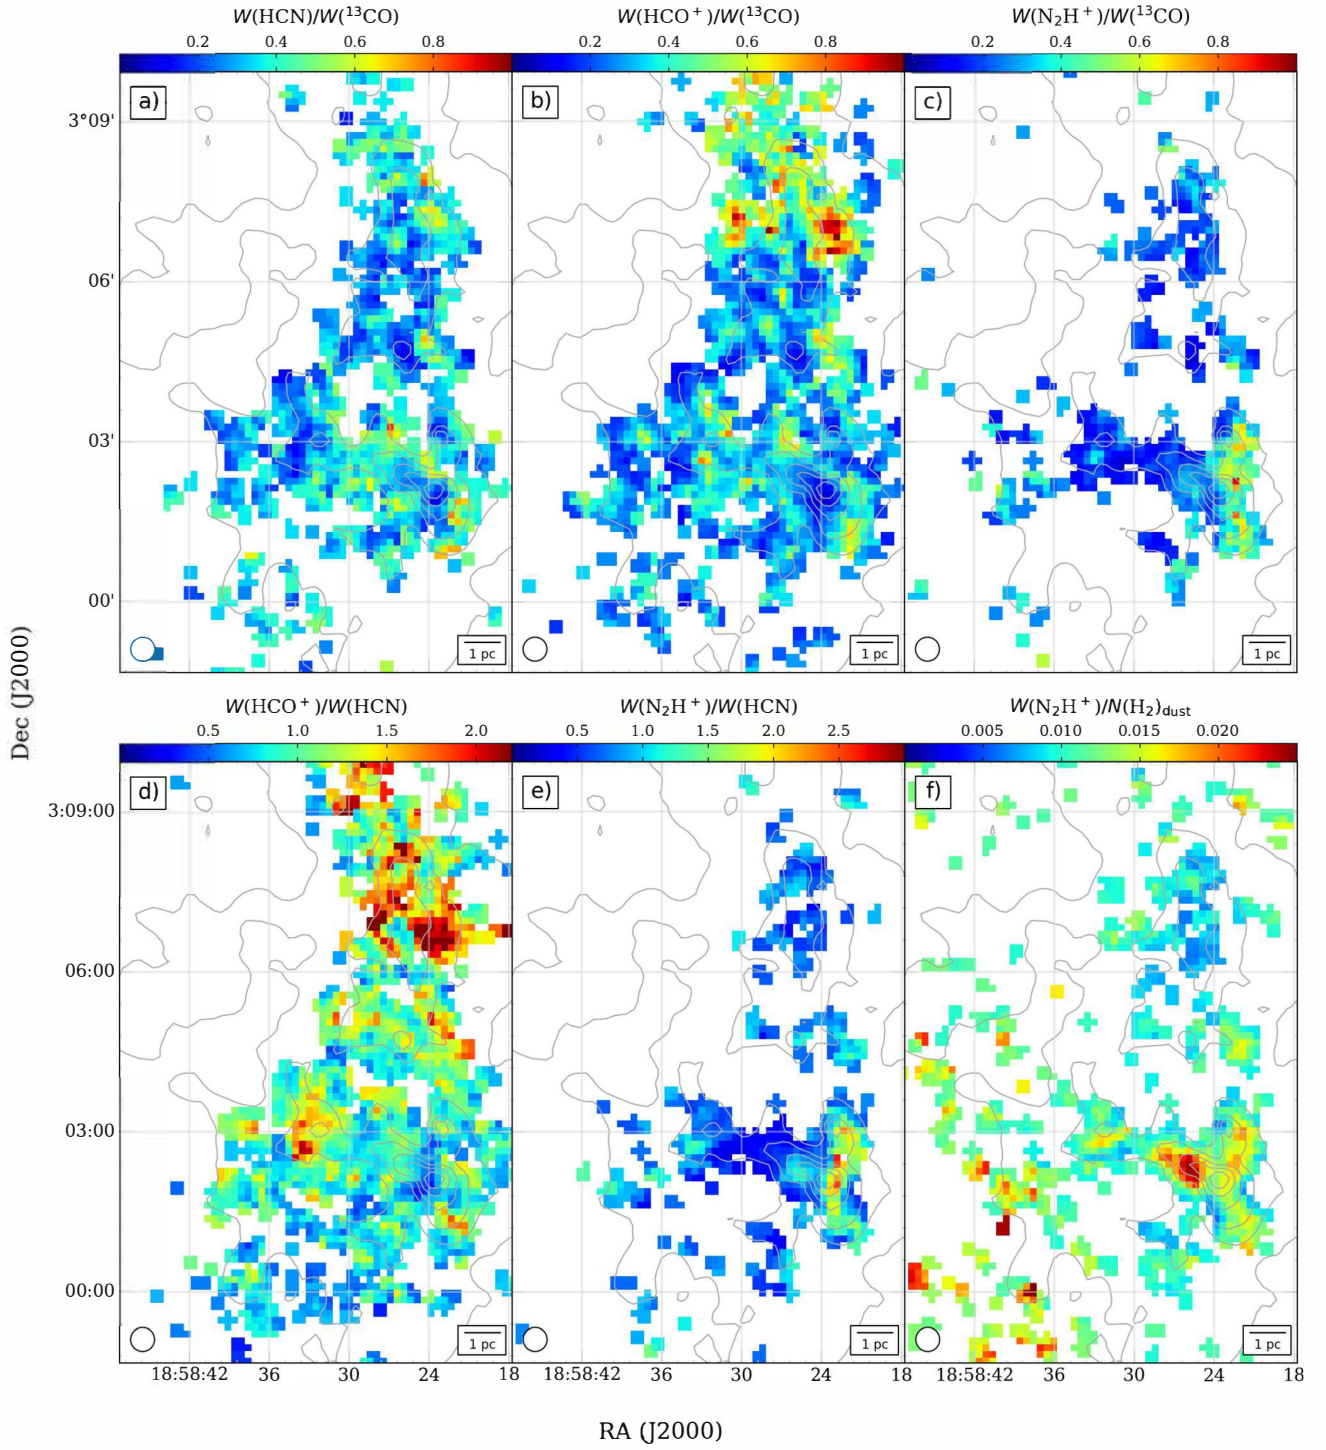 W(HCN)/W(¹³CO) W(HCO⁺)/W(¹³CO) W(N₂H⁺)/W(¹³CO)
0.2 0.4 0.6 0.8 0.2 0.4 0.6 0.8 0.2 0.4 0.6 0.8
a) b) c)
3°09'
06'
03'
00'
1 pc 1 pc 1 pc
Dec (J2000)
W(HCO⁺)/W(HCN) W(N₂H⁺)/W(HCN) W(N₂H⁺)/N(H₂)dust
0.5 1.0 1.5 2.0 0.5 1.0 1.5 2.0 2.5 0.005 0.010 0.015 0.020
d) e) f)
3:09:00
06:00
03:00
00:00
1 pc 1 pc 1 pc
18:58:42 36 30 24 18:58:42 36 30 24 18 18:58:42 36 30 24 18
RA (J2000)